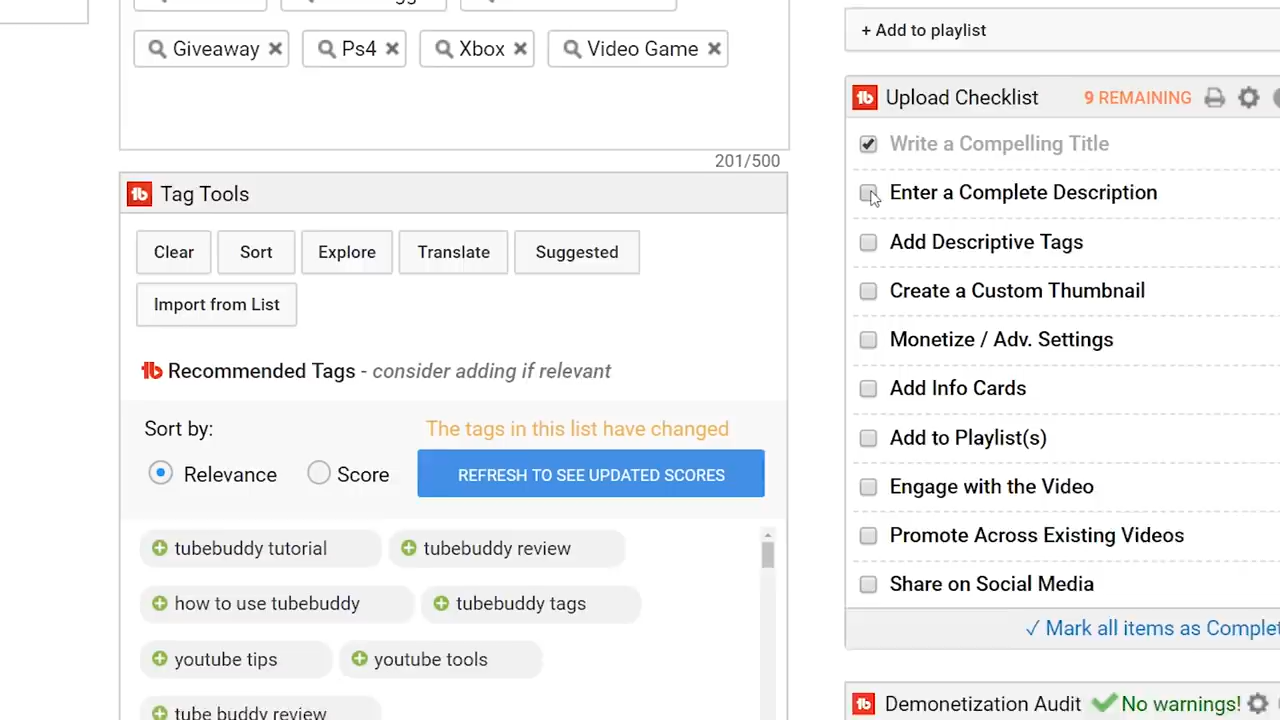 Giveaway Ps4 Xbox Video Game
201/500
Tag Tools
Clear Sort Explore Translate Suggested
Import from List
Recommended Tags - consider adding if relevant
Sort by: The tags in this list have changed
Relevance Score REFRESH TO SEE UPDATED SCORES
tubebuddy tutorial tubebuddy review
how to use tubebuddy tubebuddy tags
youtube tips youtube tools
tube buddy review
+ Add to playlist
Upload Checklist 9 REMAINING
Write a Compelling Title
Enter a Complete Description
Add Descriptive Tags
Create a Custom Thumbnail
Monetize / Adv. Settings
Add Info Cards
Add to Playlist(s)
Engage with the Video
Promote Across Existing Videos
Share on Social Media
✓ Mark all items as Complet
Demonetization Audit No warnings!